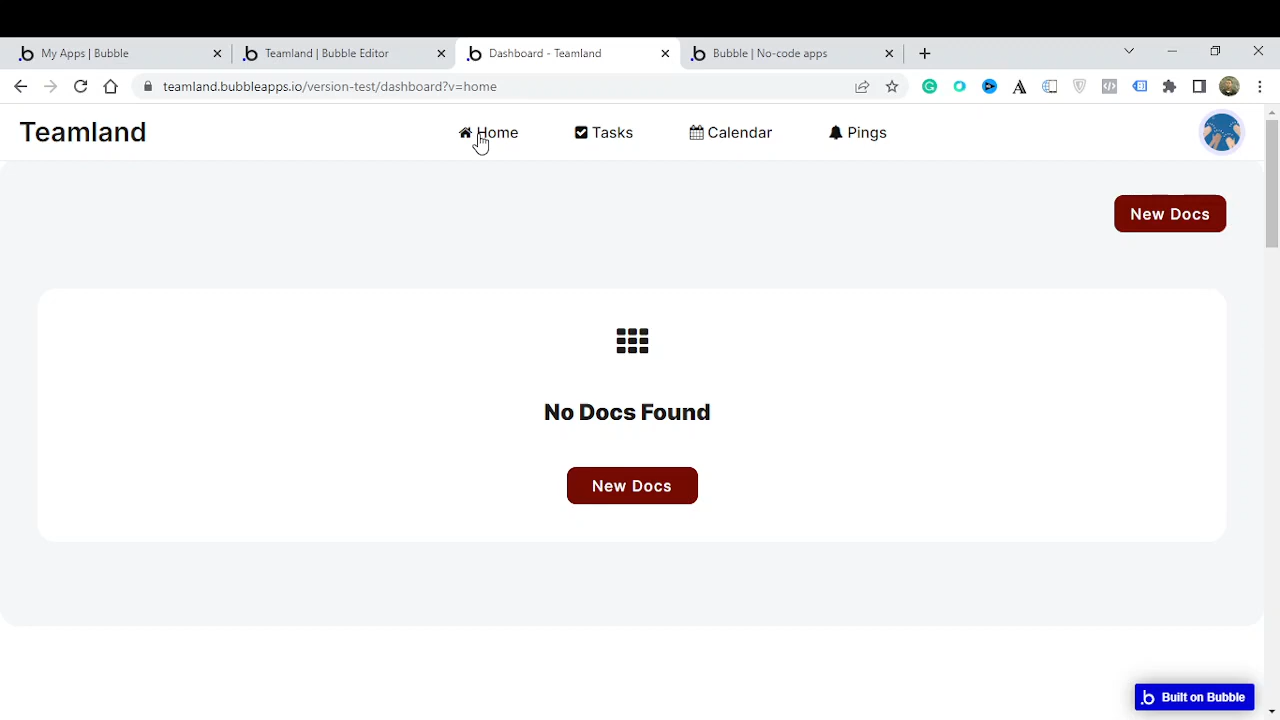 My Apps | Bubble
Teamland | Bubble Editor
Dashboard - Teamland
Bubble | No-code apps
teamland.bubbleapps.io/version-test/dashboard?v=home
Teamland
Home
Tasks
Calendar
Pings
New Docs
No Docs Found
New Docs
Built on Bubble